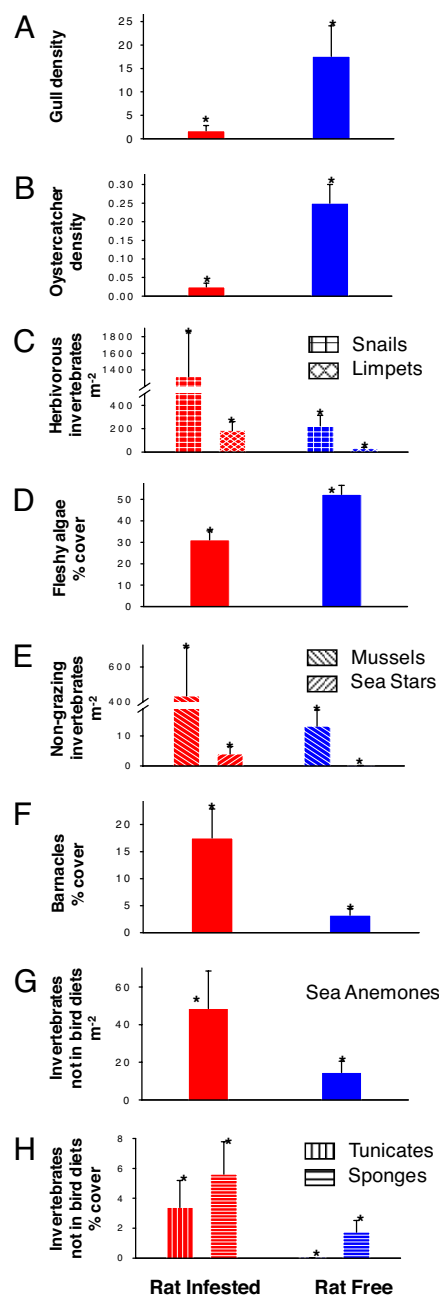 A
Gull density
25
20
15
10
5
0
*
*
B
Oystercatcher
density
0.30
0.25
0.20
0.15
0.10
0.05
0.00
*
*
C
Herbivorous
invertebrates
m-2
1800
1600
1400
400
200
0
*
*
*
*
Snails
Limpets
D
Fleshy algae
% cover
50
40
30
20
10
0
*
*
E
Non-grazing
invertebrates
m-2
600
400
10
0
*
*
*
*
Mussels
Sea Stars
F
Barnacles
% cover
20
15
10
5
0
*
*
G
Invertebrates
not in bird diets
m-2
60
40
20
0
*
*
Sea Anemones
H
Invertebrates
not in bird diets
% cover
8
6
4
2
0
*
*
*
*
Tunicates
Sponges
Rat Infested
Rat Free